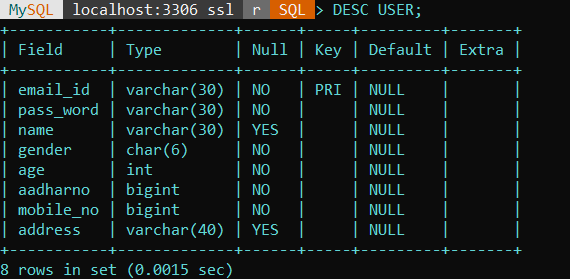 MySQL localhost:3306 ssl r SQL > DESC USER;
+-----------+-------------+------+-----+---------+-------+
| Field     | Type        | Null | Key | Default | Extra |
+-----------+-------------+------+-----+---------+-------+
| email_id  | varchar(30) | NO   | PRI | NULL    |       |
| pass_word | varchar(30) | NO   |     | NULL    |       |
| name      | varchar(30) | YES  |     | NULL    |       |
| gender    | char(6)     | NO   |     | NULL    |       |
| age       | int         | NO   |     | NULL    |       |
| aadharno  | bigint      | NO   |     | NULL    |       |
| mobile_no | bigint      | NO   |     | NULL    |       |
| address   | varchar(40) | YES  |     | NULL    |       |
+-----------+-------------+------+-----+---------+-------+
8 rows in set (0.0015 sec)